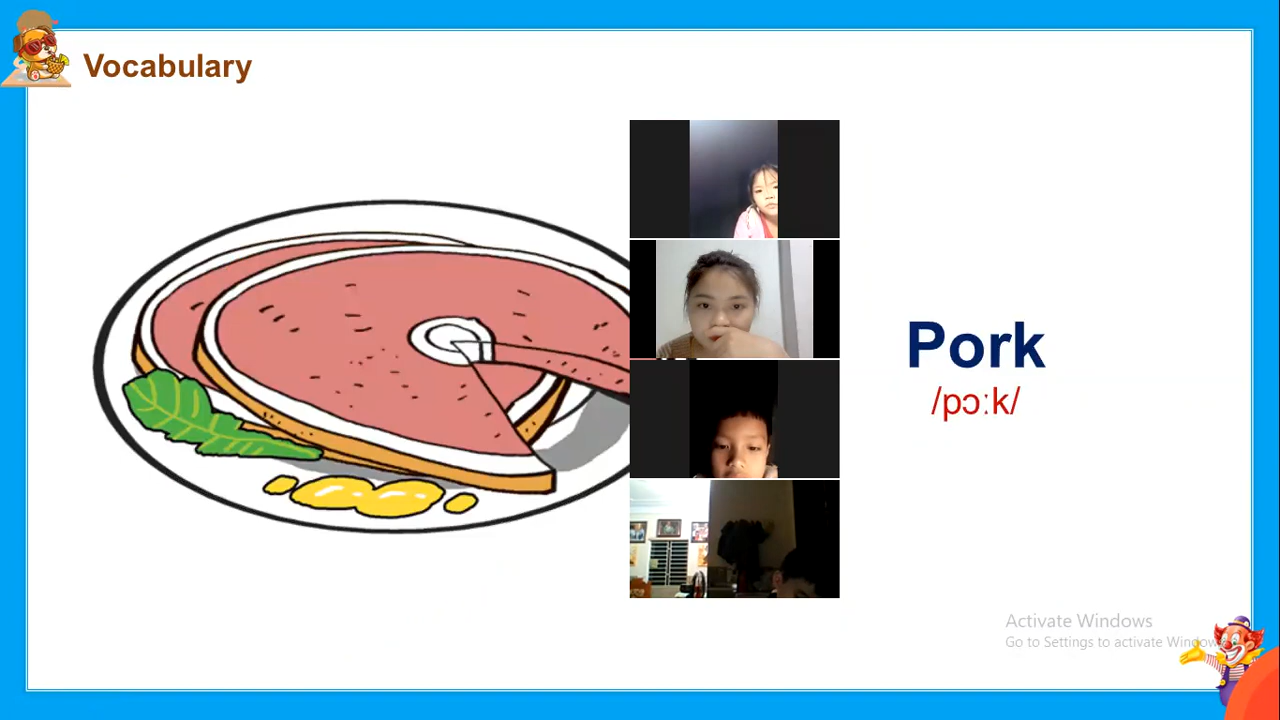 Vocabulary
Pork
/pɔːk/
Activate Windows
Go to Settings to activate Windows